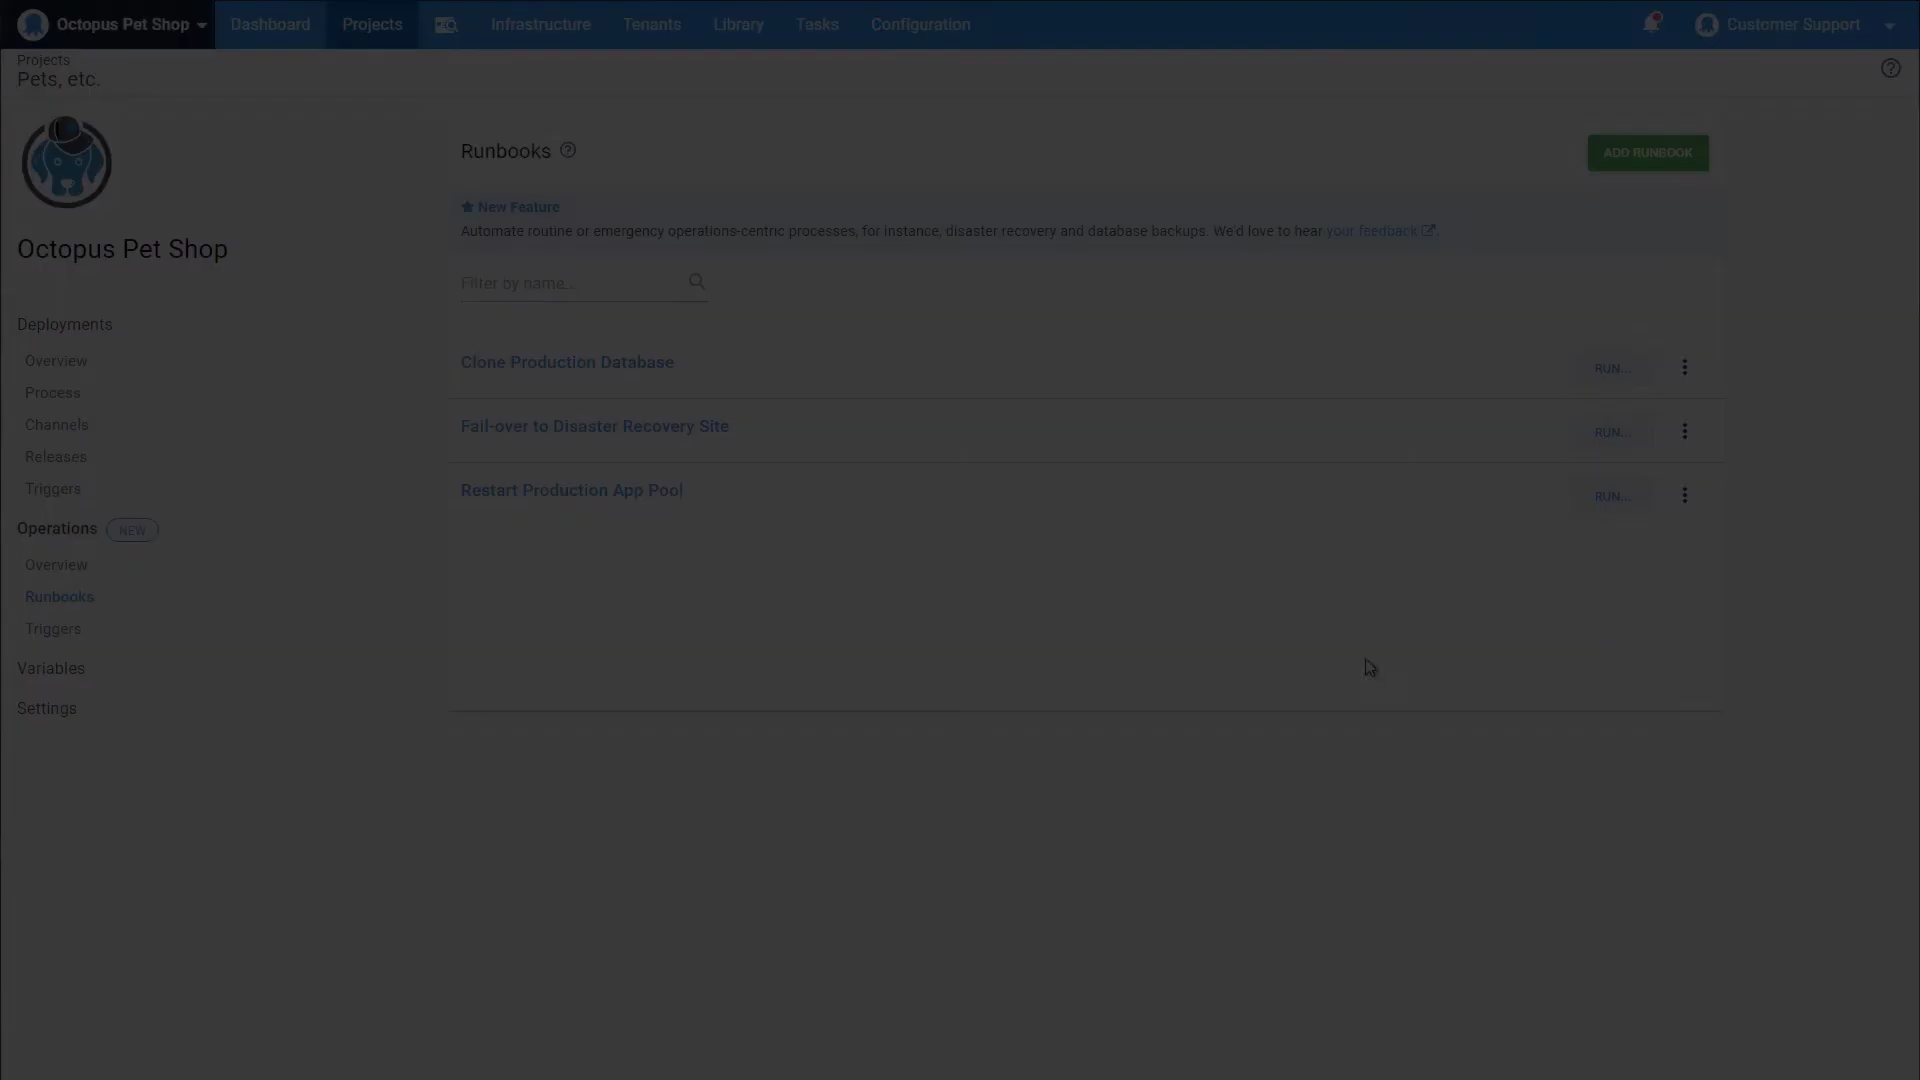 Octopus Pet Shop Dashboard Projects Infrastructure Tenants Library Tasks Configuration Customer Support
Projects
Pets, etc.
Octopus Pet Shop
Deployments
Overview
Process
Channels
Releases
Triggers
Operations NEW
Overview
Runbooks
Triggers
Variables
Settings
Runbooks
ADD RUNBOOK
New Feature
Automate routine or emergency operations-centric processes, for instance, disaster recovery and database backups. We'd love to hear your feedback.
Filter by name...
Clone Production Database RUN...
Fail-over to Disaster Recovery Site RUN...
Restart Production App Pool RUN...